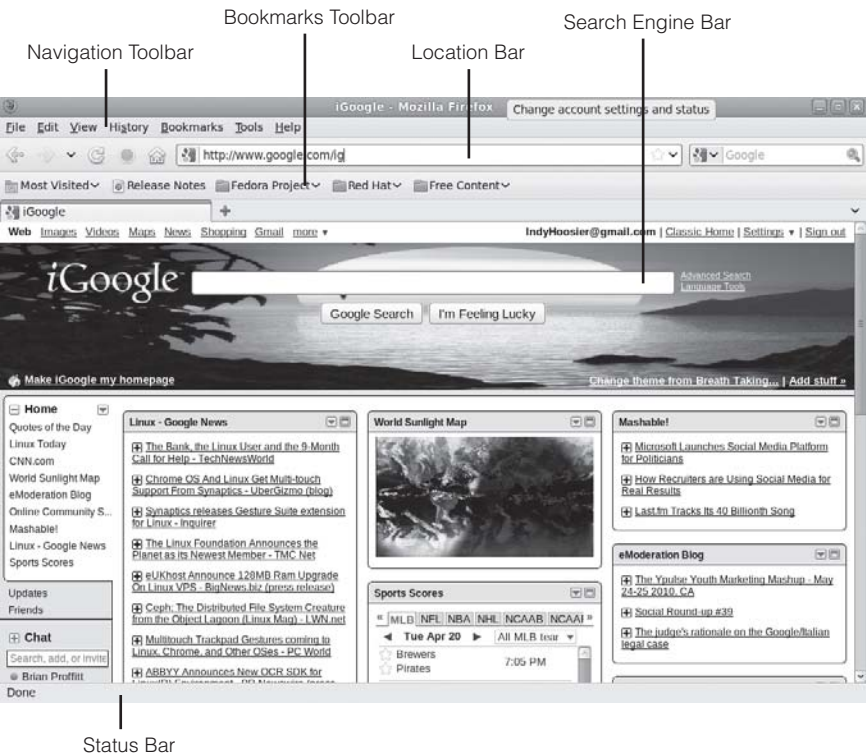 Bookmarks Toolbar
Search Engine Bar
Navigation Toolbar
Location Bar
iGoogle - Mozilla Firefox
Change account settings and status
File Edit View History Bookmarks Tools Help
http://www.google.com/ig
Google
Most Visited
Release Notes
Fedora Project
Red Hat
Free Content
iGoogle
Web Images Videos Maps News Shopping Gmail more
IndyHoosier@gmail.com | Classic Home | Settings | Sign out
iGoogle
Advanced Search
Language Tools
Google Search
I'm Feeling Lucky
Make iGoogle my homepage
Change theme from Breath Taking... | Add stuff »
Home
Quotes of the Day
Linux Today
CNN.com
World Sunlight Map
eModeration Blog
Online Community S...
Mashable!
Linux - Google News
Sports Scores
Updates
Friends
Chat
Search, add, or invite
Brian Proffitt
Linux - Google News
The Bank, the Linux User and the 9-Month
Call for Help - TechNewsWorld
Chrome OS And Linux Get Multi-touch
Support From Synaptics - UberGizmo (blog)
Synaptics releases Gesture Suite extension
for Linux - Inquirer
The Linux Foundation Announces the
Planet as its Newest Member - TMC Net
eUKhost Announce 128MB Ram Upgrade
On Linux VPS - BigNews.biz (press release)
Ceph: The Distributed File System Creature
from the Object Lagoon (Linux Mag) - LWN.net
Multitouch Trackpad Gestures coming to
Linux, Chrome, and Other OSes - PC World
ABBYY Announces New OCR SDK for
World Sunlight Map
Sports Scores
« MLB NFL NBA NHL NCAAB NCAAI »
Tue Apr 20
All MLB tear
Brewers
Pirates
7:05 PM
Mashable!
Microsoft Launches Social Media Platform
for Politicians
How Recruiters are Using Social Media for
Real Results
Last.fm Tracks Its 40 Billionth Song
eModeration Blog
The Ypulse Youth Marketing Mashup - May
24-25 2010, CA
Social Round-up #39
The judge's rationale on the Google/Italian
legal case
Done
Status Bar